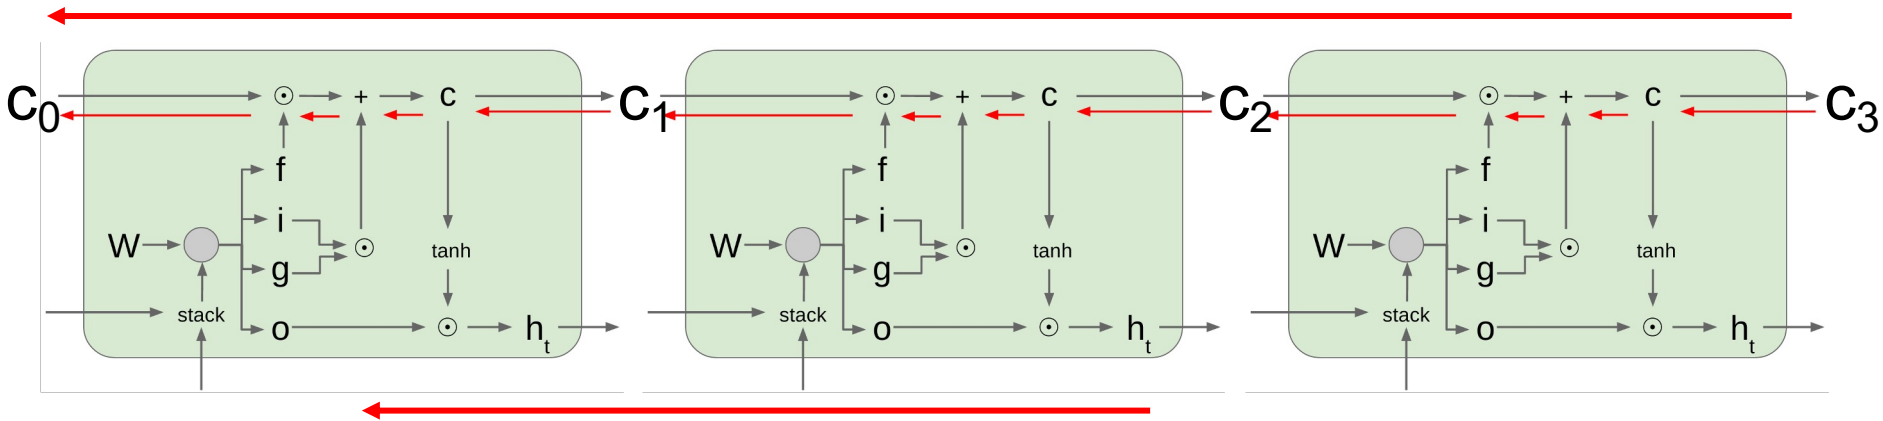 C0 ⊙ + c C1 ⊙ + c C2 ⊙ + c C3
f f f
i i i
W ⊙ tanh W ⊙ tanh W ⊙ tanh
g g g
stack stack stack
o ⊙ ht o ⊙ ht o ⊙ ht